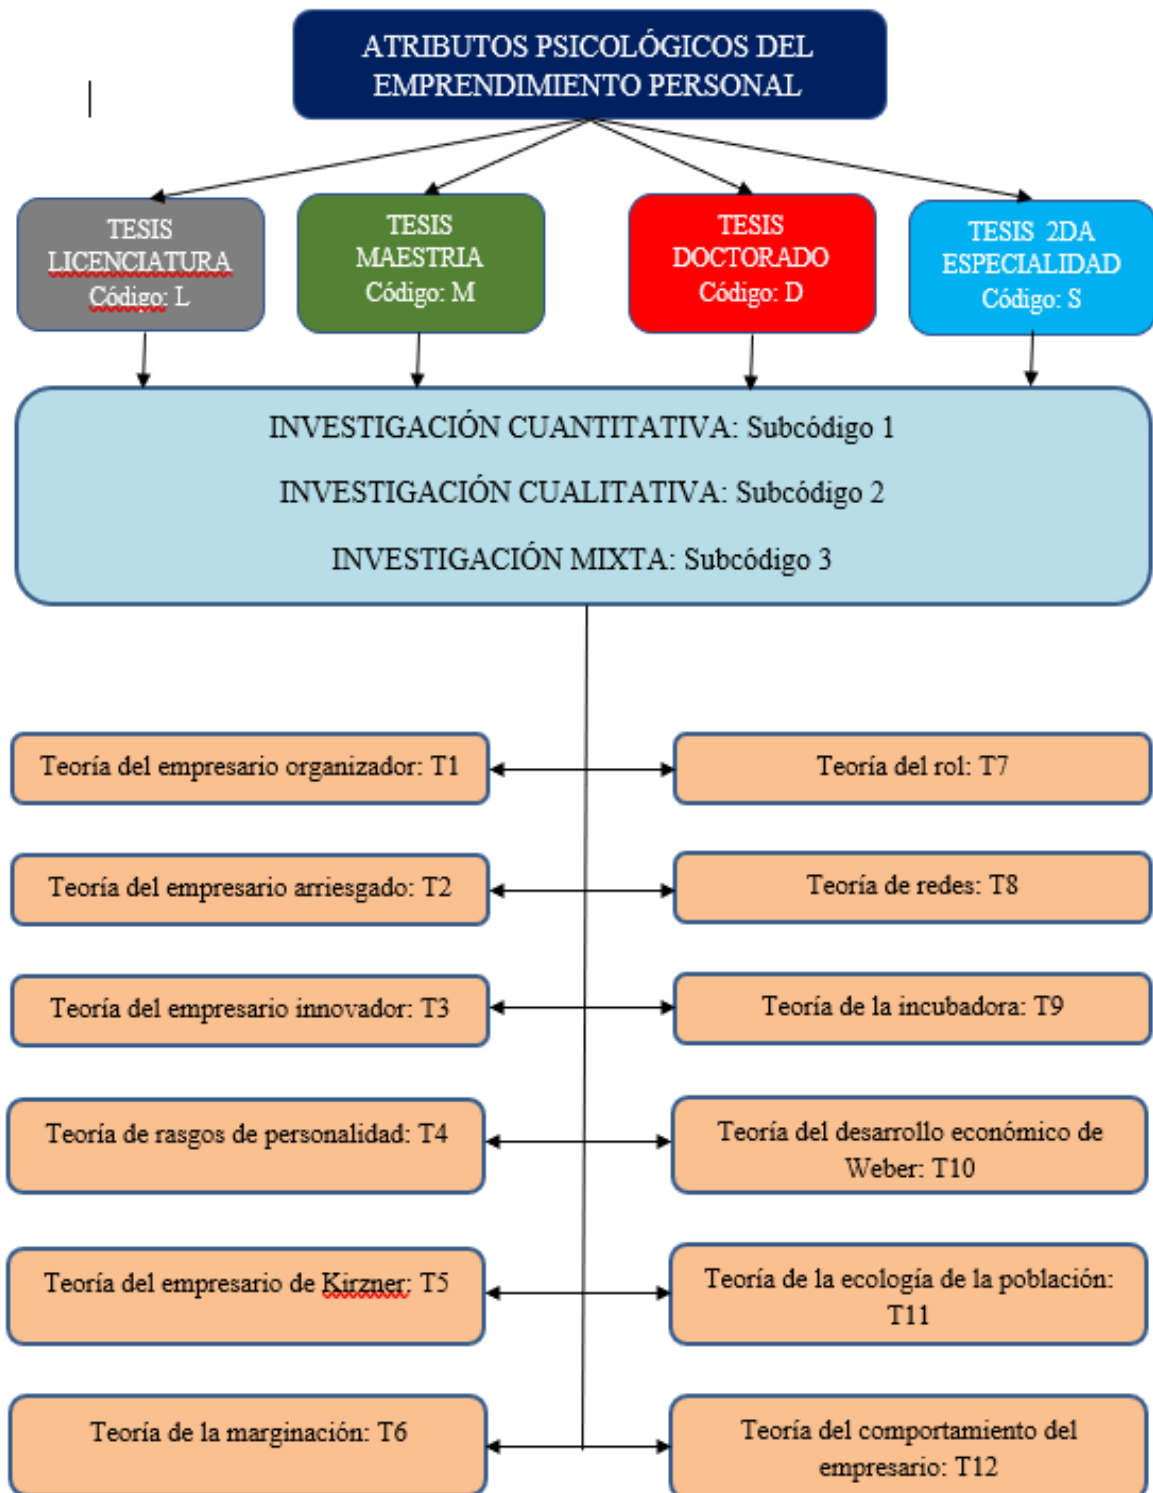 ATRIBUTOS PSICOLÓGICOS DEL
EMPRENDIMIENTO PERSONAL
TESIS
LICENCIATURA
Código: L
TESIS
MAESTRIA
Código: M
TESIS
DOCTORADO
Código: D
TESIS 2DA
ESPECIALIDAD
Código: S
INVESTIGACIÓN CUANTITATIVA: Subcódigo 1
INVESTIGACIÓN CUALITATIVA: Subcódigo 2
INVESTIGACIÓN MIXTA: Subcódigo 3
Teoría del empresario organizador: T1
Teoría del rol: T7
Teoría del empresario arriesgado: T2
Teoría de redes: T8
Teoría del empresario innovador: T3
Teoría de la incubadora: T9
Teoría de rasgos de personalidad: T4
Teoría del desarrollo económico de
Weber: T10
Teoría del empresario de Kirzner: T5
Teoría de la ecología de la población:
T11
Teoría de la marginación: T6
Teoría del comportamiento del
empresario: T12